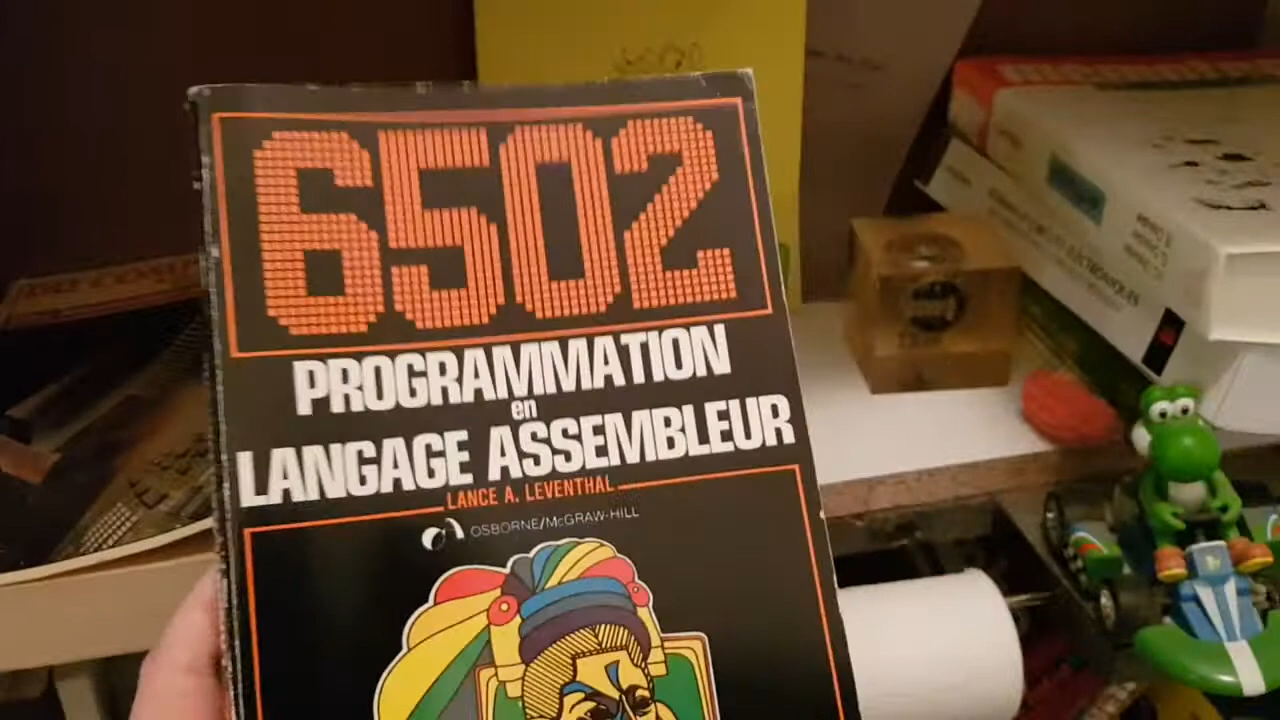 6502
PROGRAMMATION
en
LANGAGE ASSEMBLEUR
LANCE A. LEVENTHAL
OSBORNE/McGRAW-HILL